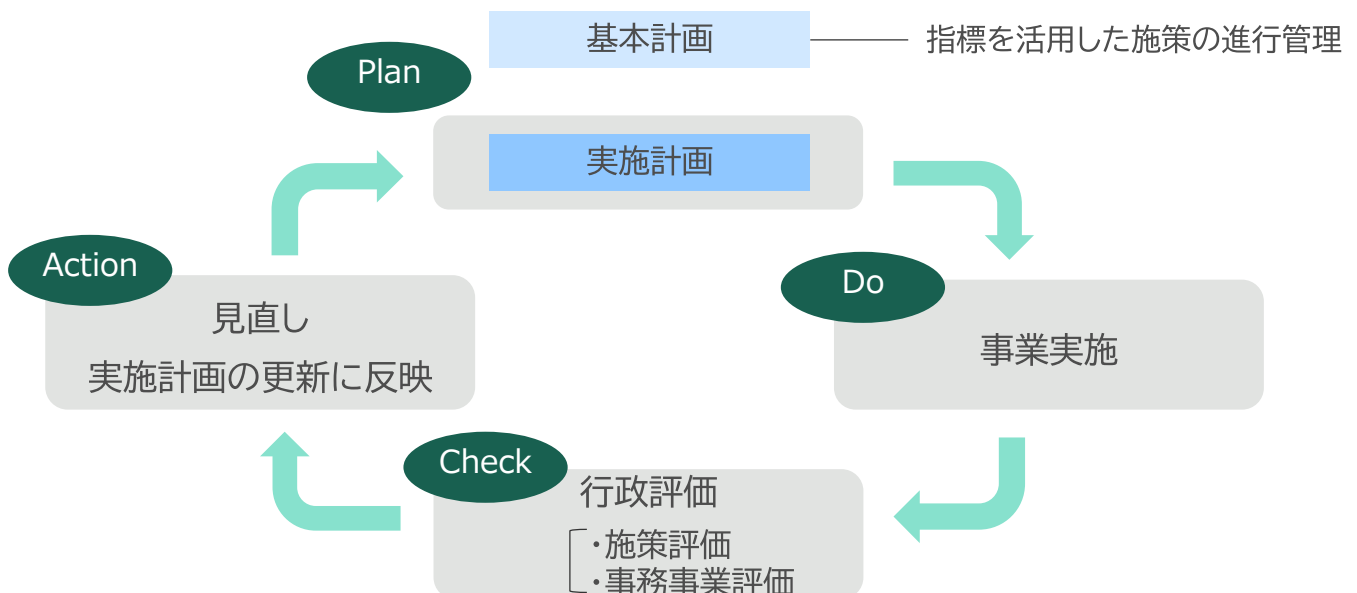 基本計画
指標を活用した施策の進行管理
Plan
実施計画
Action
見直し
実施計画の更新に反映
Do
事業実施
Check
行政評価
・施策評価
・事務事業評価